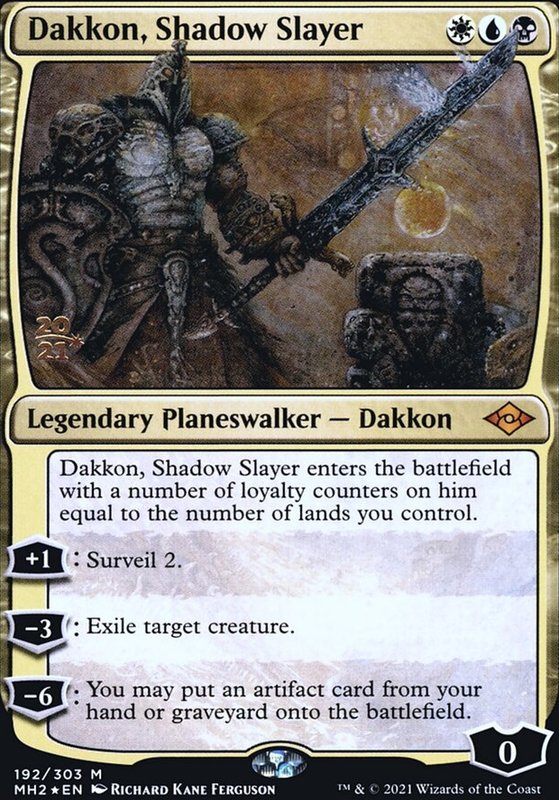 Dakkon, Shadow Slayer
20
21*
Legendary Planeswalker — Dakkon
Dakkon, Shadow Slayer enters the battlefield
with a number of loyalty counters on him
equal to the number of lands you control.
+1 : Surveil 2.
-3 : Exile target creature.
-6 : You may put an artifact card from your
hand or graveyard onto the battlefield.
0
192/303 M
MH2★EN Richard Kane Ferguson
™ & © 2021 Wizards of the Coast